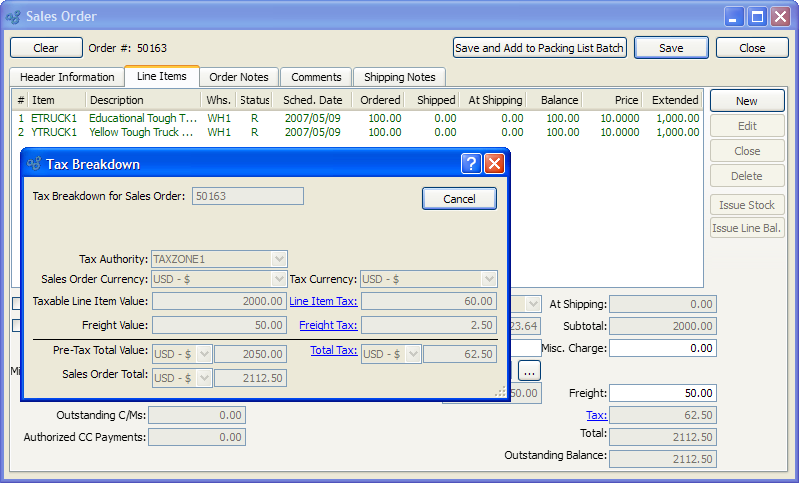 Sales Order
Clear Order #: 50163 Save and Add to Packing List Batch Save Close
Header Information Line Items Order Notes Comments Shipping Notes
# Item Description Whs. Status Sched. Date Ordered Shipped At Shipping Balance Price Extended
1 ETRUCK1 Educational Tough T... WH1 R 2007/05/09 100.00 0.00 0.00 100.00 10.0000 1,000.00
2 YTRUCK1 Yellow Tough Truck ... WH1 R 2007/05/09 100.00 0.00 0.00 100.00 10.0000 1,000.00
New
Edit
Close
Delete
Issue Stock
Issue Line Bal.
Tax Breakdown
Tax Breakdown for Sales Order: 50163 Cancel
Tax Authority: TAXZONE1
Sales Order Currency: USD - $ Tax Currency: USD - $
Taxable Line Item Value: 2000.00 Line Item Tax: 60.00
Freight Value: 50.00 Freight Tax: 2.50
Pre-Tax Total Value: USD - $ 2050.00 Total Tax: USD - $ 62.50
Sales Order Total: USD - $ 2112.50
At Shipping: 0.00
23.64 Subtotal: 2000.00
Misc. Charge: 0.00
...
Freight: 50.00
Outstanding C/Ms: 0.00 Tax: 62.50
Authorized CC Payments: 0.00 Total: 2112.50
Outstanding Balance: 2112.50